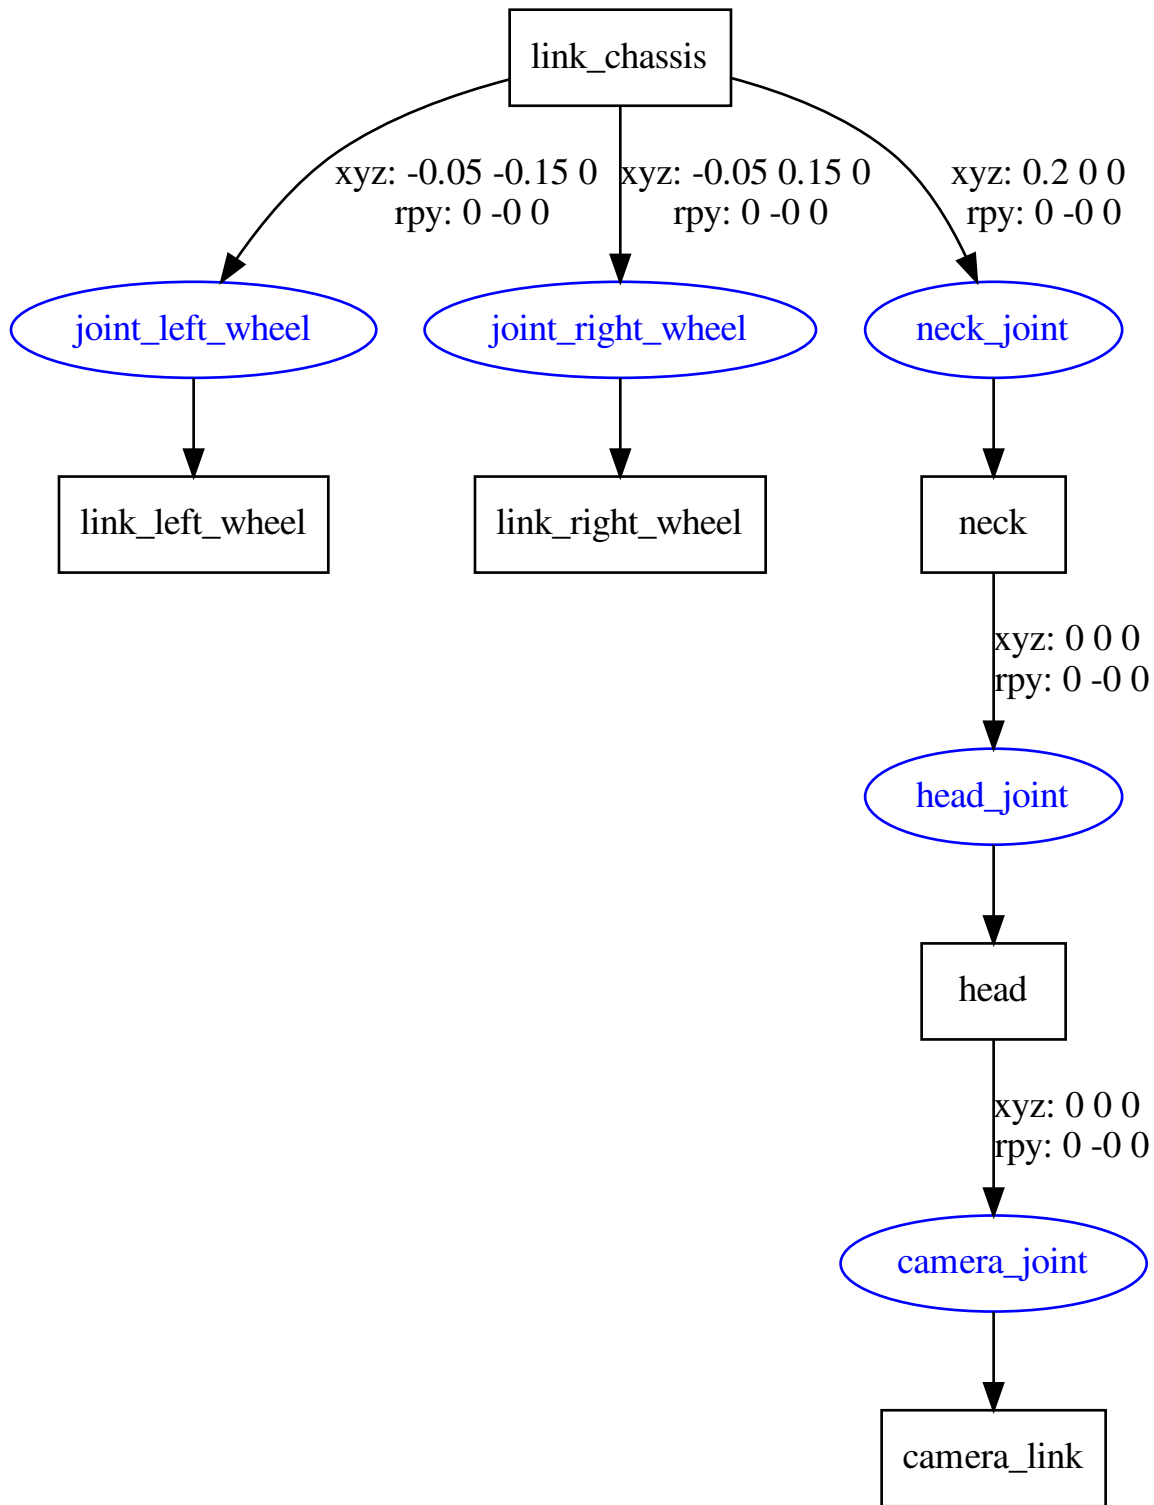 link_chassis
xyz: -0.05 -0.15 0
rpy: 0 -0 0
xyz: -0.05 0.15 0
rpy: 0 -0 0
xyz: 0.2 0 0
rpy: 0 -0 0
joint_left_wheel
joint_right_wheel
neck_joint
link_left_wheel
link_right_wheel
neck
xyz: 0 0 0
rpy: 0 -0 0
head_joint
head
xyz: 0 0 0
rpy: 0 -0 0
camera_joint
camera_link